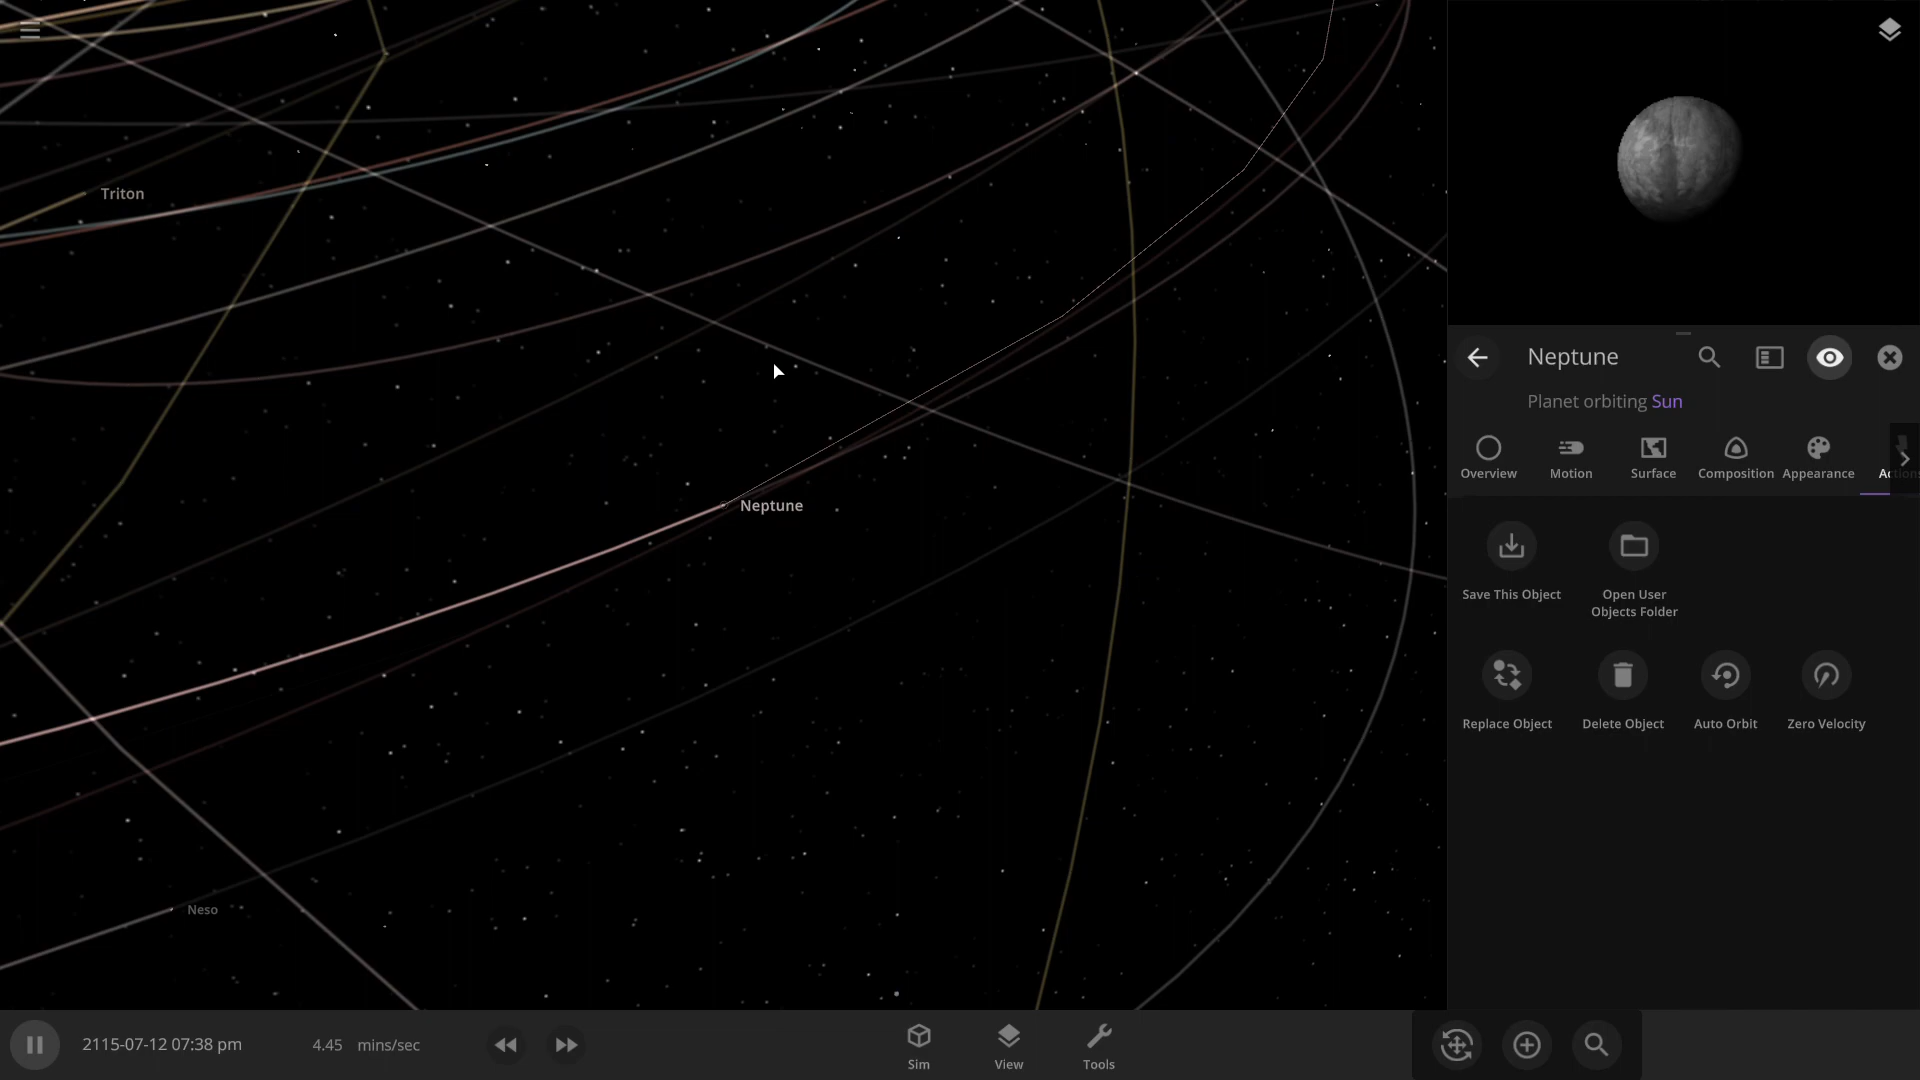 Triton
Neptune
Neso
Neptune
Planet orbiting Sun
Overview
Motion
Surface
Composition
Appearance
Actions
Save This Object
Open User
Objects Folder
Replace Object
Delete Object
Auto Orbit
Zero Velocity
2115-07-12 07:38 pm
4.45 mins/sec
Sim
View
Tools